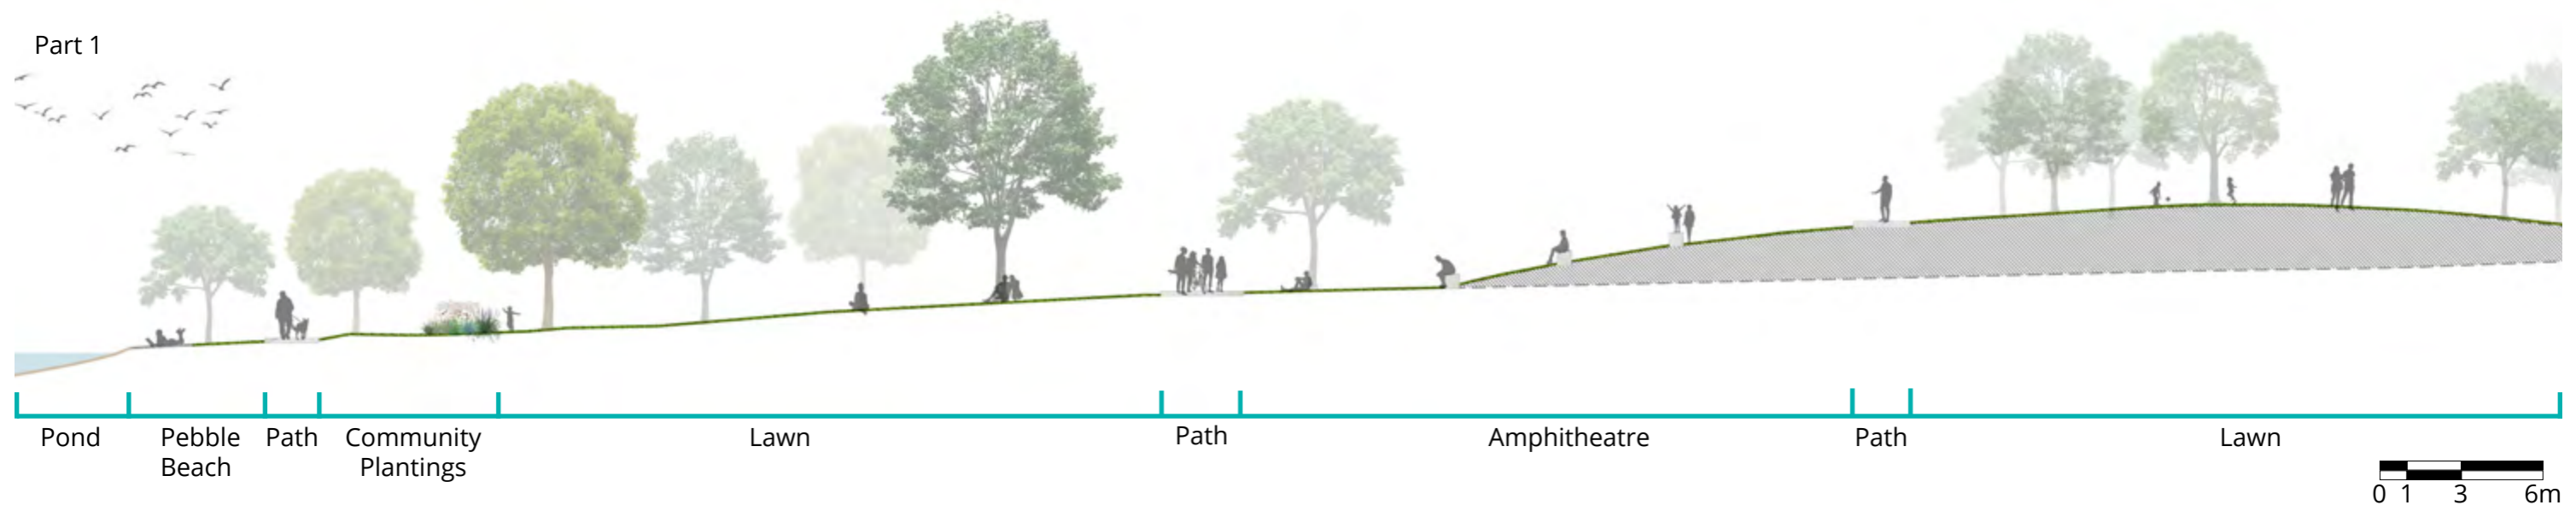 Part 1
Pond
Pebble
Beach
Path
Community
Plantings
Lawn
Path
Amphitheatre
Path
Lawn
0 1 3 6m